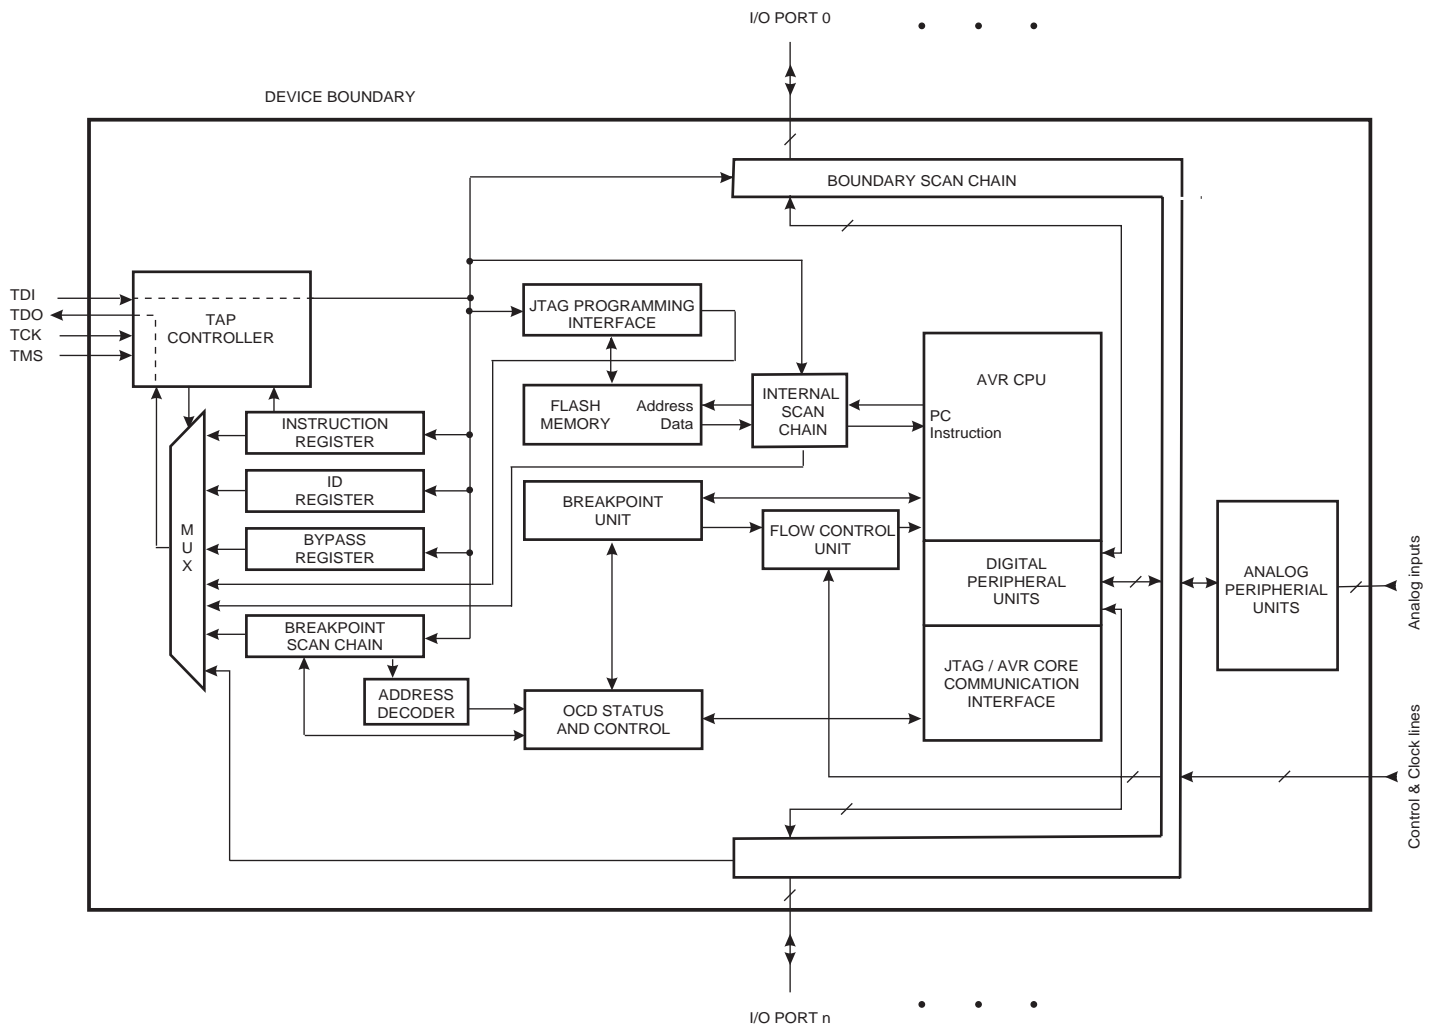 I/O PORT 0
DEVICE BOUNDARY
BOUNDARY SCAN CHAIN
TDI
TDO
TCK
TMS
TAP
CONTROLLER
JTAG PROGRAMMING
INTERFACE
AVR CPU
FLASH
MEMORY
Address
Data
INTERNAL
SCAN
CHAIN
PC
Instruction
INSTRUCTION
REGISTER
ID
REGISTER
BREAKPOINT
UNIT
FLOW CONTROL
UNIT
BYPASS
REGISTER
M
U
X
DIGITAL
PERIPHERAL
UNITS
ANALOG
PERIPHERIAL
UNITS
Analog inputs
BREAKPOINT
SCAN CHAIN
ADDRESS
DECODER
OCD STATUS
AND CONTROL
JTAG / AVR CORE
COMMUNICATION
INTERFACE
Control & Clock lines
I/O PORT n